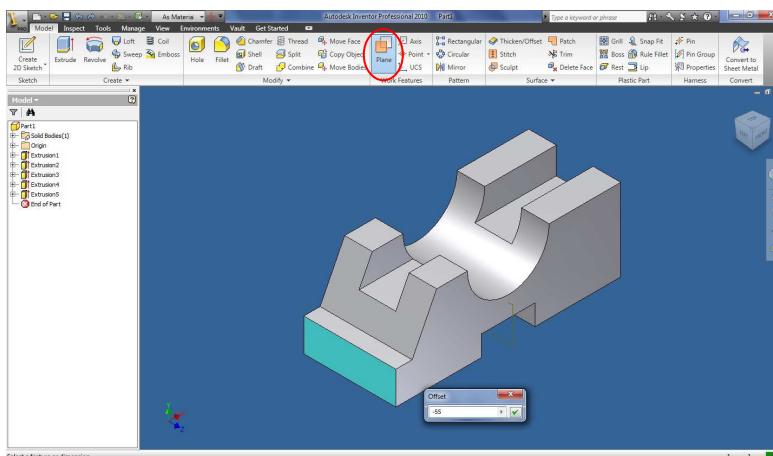 As Materia Autodesk Inventor Professional 2010 Part1 Type a keyword or phrase
PRO Model Inspect Tools Manage View Environments Vault Get Started
Create 2D Sketch Extrude Revolve Loft Sweep Rib Coil Emboss Hole Fillet Chamfer Shell Draft Thread Split Combine Move Face Copy Object Move Bodies Plane Axis Point UCS Rectangular Circular Mirror Thicken/Offset Stitch Sculpt Patch Trim Delete Face Grill Boss Rest Snap Fit Rule Fillet Lip Pin Pin Group Properties Convert to Sheet Metal
Sketch Create Modify Work Features Pattern Surface Plastic Part Harness Convert
Model
Part1
Solid Bodies(1)
Origin
Extrusion1
Extrusion2
Extrusion3
Extrusion4
Extrusion5
End of Part
Offset
-55